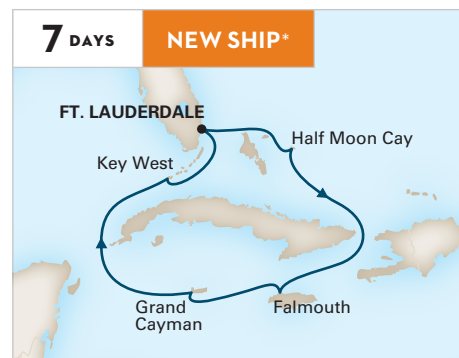 7 DAYS NEW SHIP*
FT. LAUDERDALE
Half Moon Cay
Key West
Grand
Cayman
Falmouth